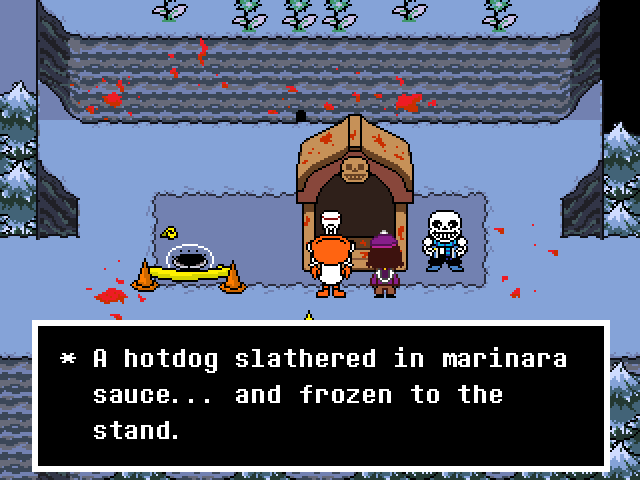 * A hotdog slathered in marinara
sauce... and frozen to the
stand.